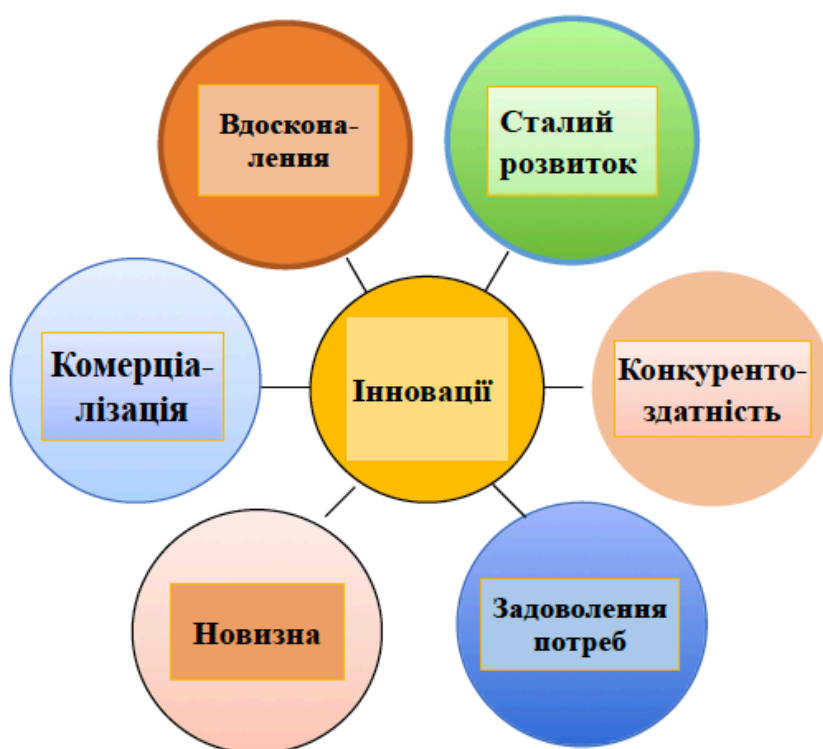 Вдоскона-
лення
Сталий
розвиток
Комерціа-
лізація
Інновації
Конкуренто-
здатність
Новизна
Задоволення
потреб